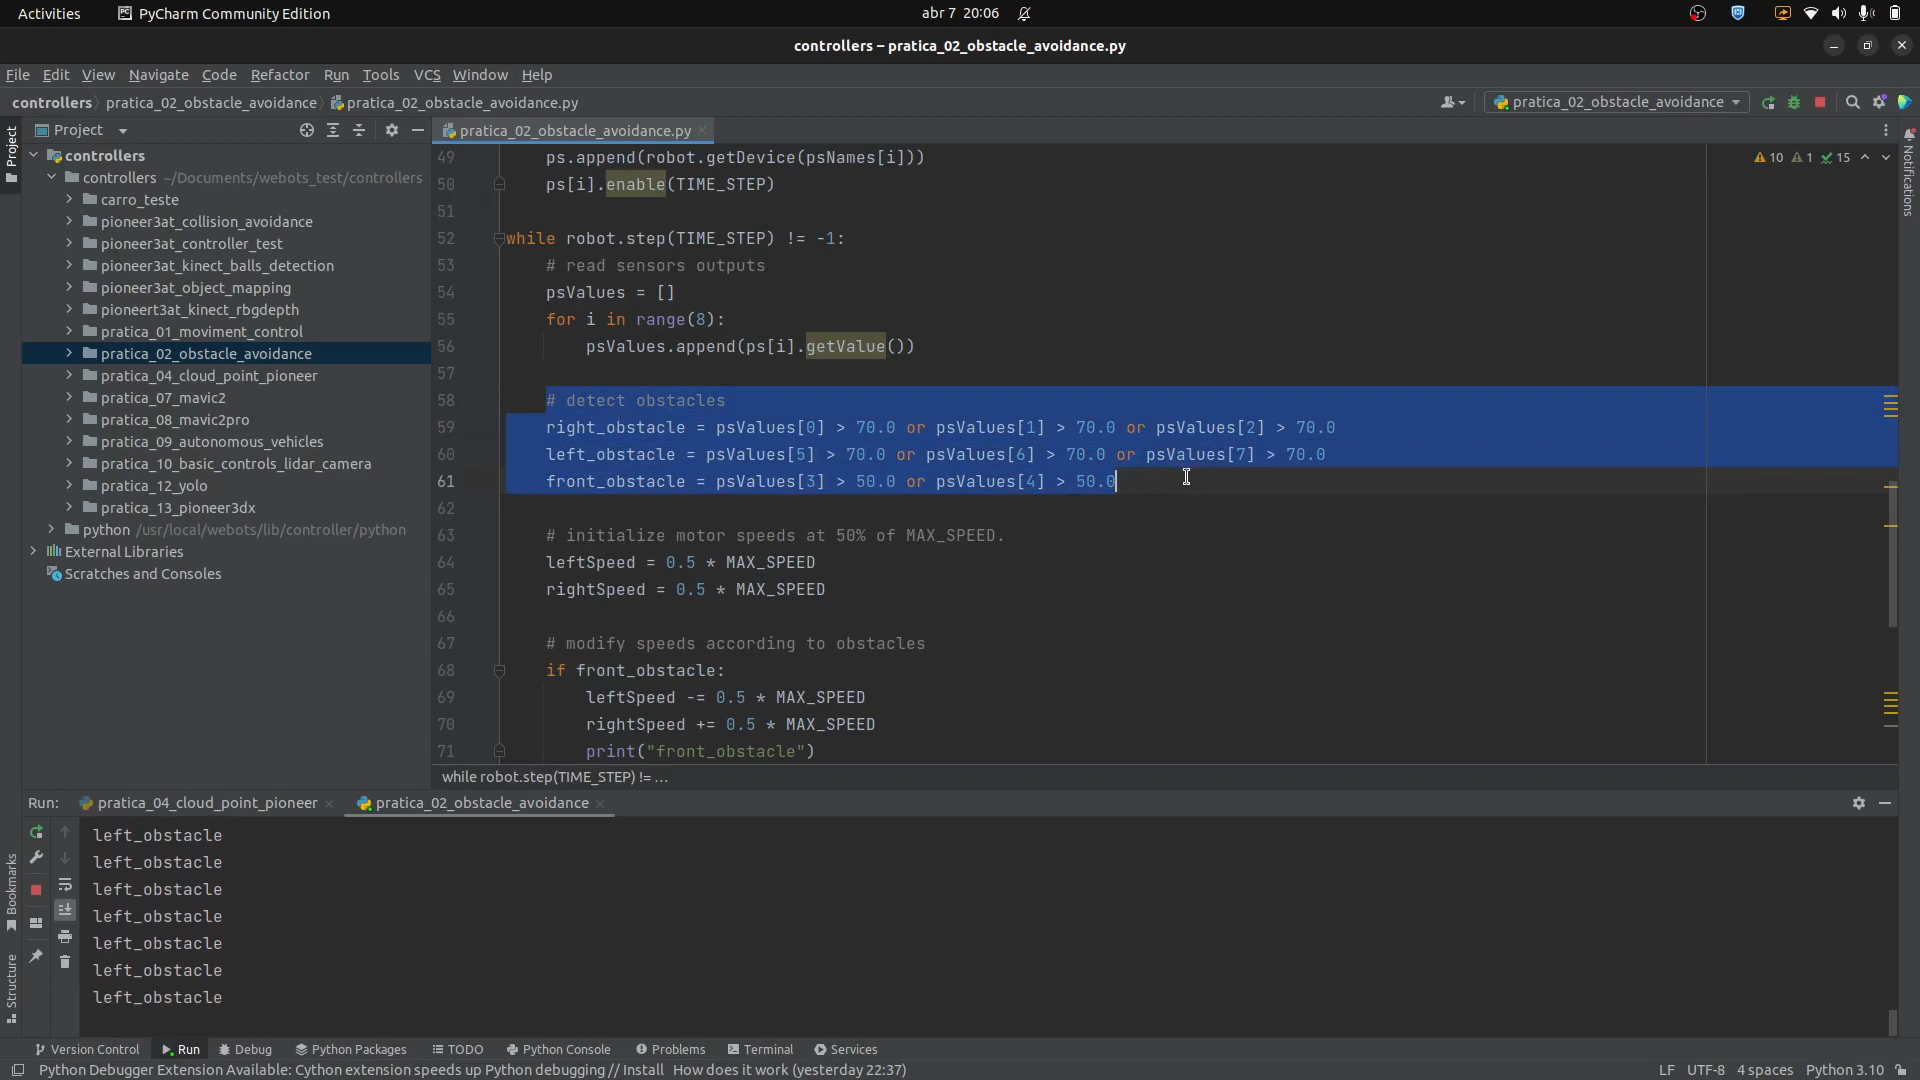 Activities PyCharm Community Edition abr 7 20:06
controllers – pratica_02_obstacle_avoidance.py
File Edit View Navigate Code Refactor Run Tools VCS Window Help
controllers pratica_02_obstacle_avoidance pratica_02_obstacle_avoidance.py pratica_02_obstacle_avoidance
Project
pratica_02_obstacle_avoidance.py
Project
controllers
controllers ~/Documents/webots_test/controllers
carro_teste
pioneer3at_collision_avoidance
pioneer3at_controller_test
pioneer3at_kinect_balls_detection
pioneer3at_object_mapping
pioneert3at_kinect_rbgdepth
pratica_01_moviment_control
pratica_02_obstacle_avoidance
pratica_04_cloud_point_pioneer
pratica_07_mavic2
pratica_08_mavic2pro
pratica_09_autonomous_vehicles
pratica_10_basic_controls_lidar_camera
pratica_12_yolo
pratica_13_pioneer3dx
python /usr/local/webots/lib/controller/python
External Libraries
Scratches and Consoles
10 1 15
Notifications
49 ps.append(robot.getDevice(psNames[i]))
50 ps[i].enable(TIME_STEP)
51
52 while robot.step(TIME_STEP) != -1:
53 # read sensors outputs
54 psValues = []
55 for i in range(8):
56 psValues.append(ps[i].getValue())
57
58 # detect obstacles
59 right_obstacle = psValues[0] > 70.0 or psValues[1] > 70.0 or psValues[2] > 70.0
60 left_obstacle = psValues[5] > 70.0 or psValues[6] > 70.0 or psValues[7] > 70.0
61 front_obstacle = psValues[3] > 50.0 or psValues[4] > 50.0
62
63 # initialize motor speeds at 50% of MAX_SPEED.
64 leftSpeed = 0.5 * MAX_SPEED
65 rightSpeed = 0.5 * MAX_SPEED
66
67 # modify speeds according to obstacles
68 if front_obstacle:
69 leftSpeed -= 0.5 * MAX_SPEED
70 rightSpeed += 0.5 * MAX_SPEED
71 print("front_obstacle")
while robot.step(TIME_STEP) != ...
Run: pratica_04_cloud_point_pioneer pratica_02_obstacle_avoidance
left_obstacle
left_obstacle
left_obstacle
left_obstacle
left_obstacle
left_obstacle
left_obstacle
Bookmarks
Structure
Version Control Run Debug Python Packages TODO Python Console Problems Terminal Services
Python Debugger Extension Available: Cython extension speeds up Python debugging // Install How does it work (yesterday 22:37) LF UTF-8 4 spaces Python 3.10